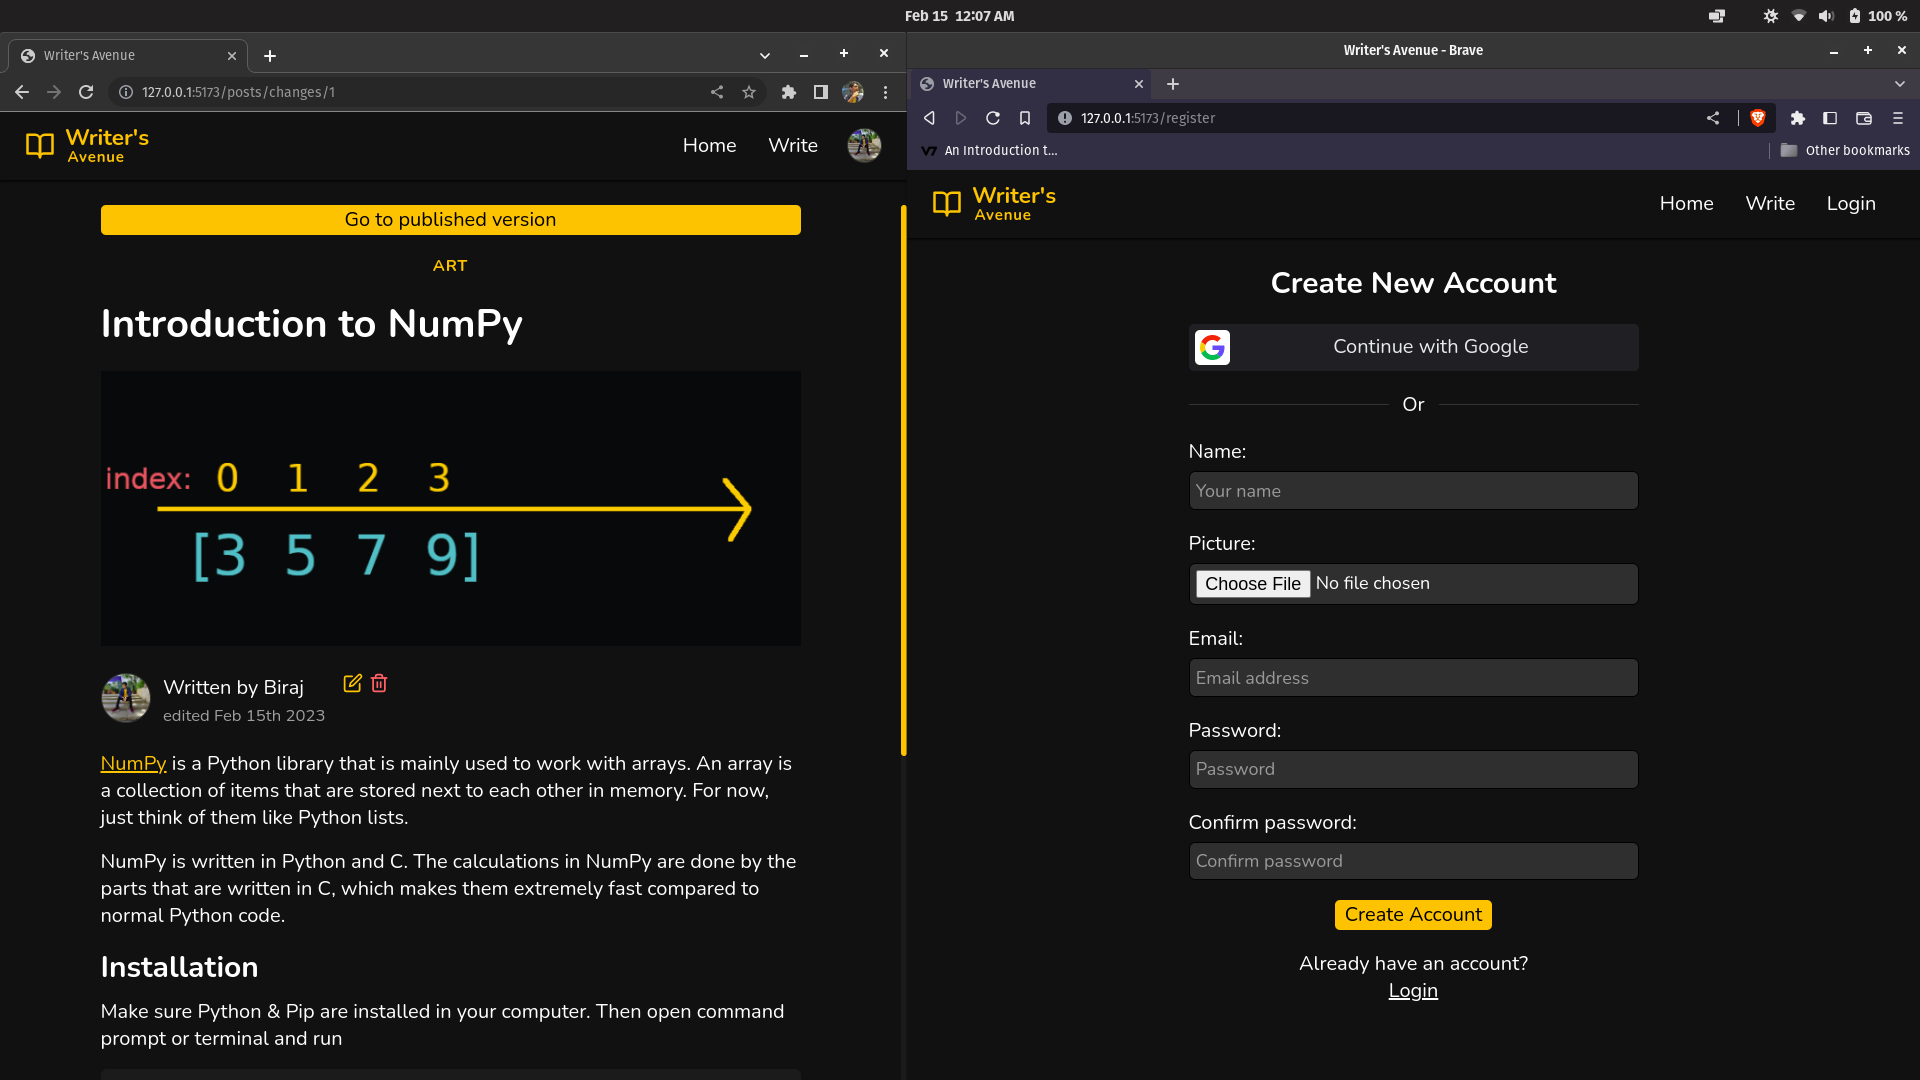 Feb 15 12:07 AM
100 %
Writer's Avenue
127.0.0.1:5173/posts/changes/1
Writer's
Avenue
Home
Write
Go to published version
ART
Introduction to NumPy
index: 0 1 2 3
[3 5 7 9]
Written by Biraj
edited Feb 15th 2023
NumPy is a Python library that is mainly used to work with arrays. An array is
a collection of items that are stored next to each other in memory. For now,
just think of them like Python lists.
NumPy is written in Python and C. The calculations in NumPy are done by the
parts that are written in C, which makes them extremely fast compared to
normal Python code.
Installation
Make sure Python & Pip are installed in your computer. Then open command
prompt or terminal and run
Writer's Avenue - Brave
Writer's Avenue
127.0.0.1:5173/register
An Introduction t...
Other bookmarks
Writer's
Avenue
Home
Write
Login
Create New Account
Continue with Google
Or
Name:
Your name
Picture:
Choose File No file chosen
Email:
Email address
Password:
Password
Confirm password:
Confirm password
Create Account
Already have an account?
Login